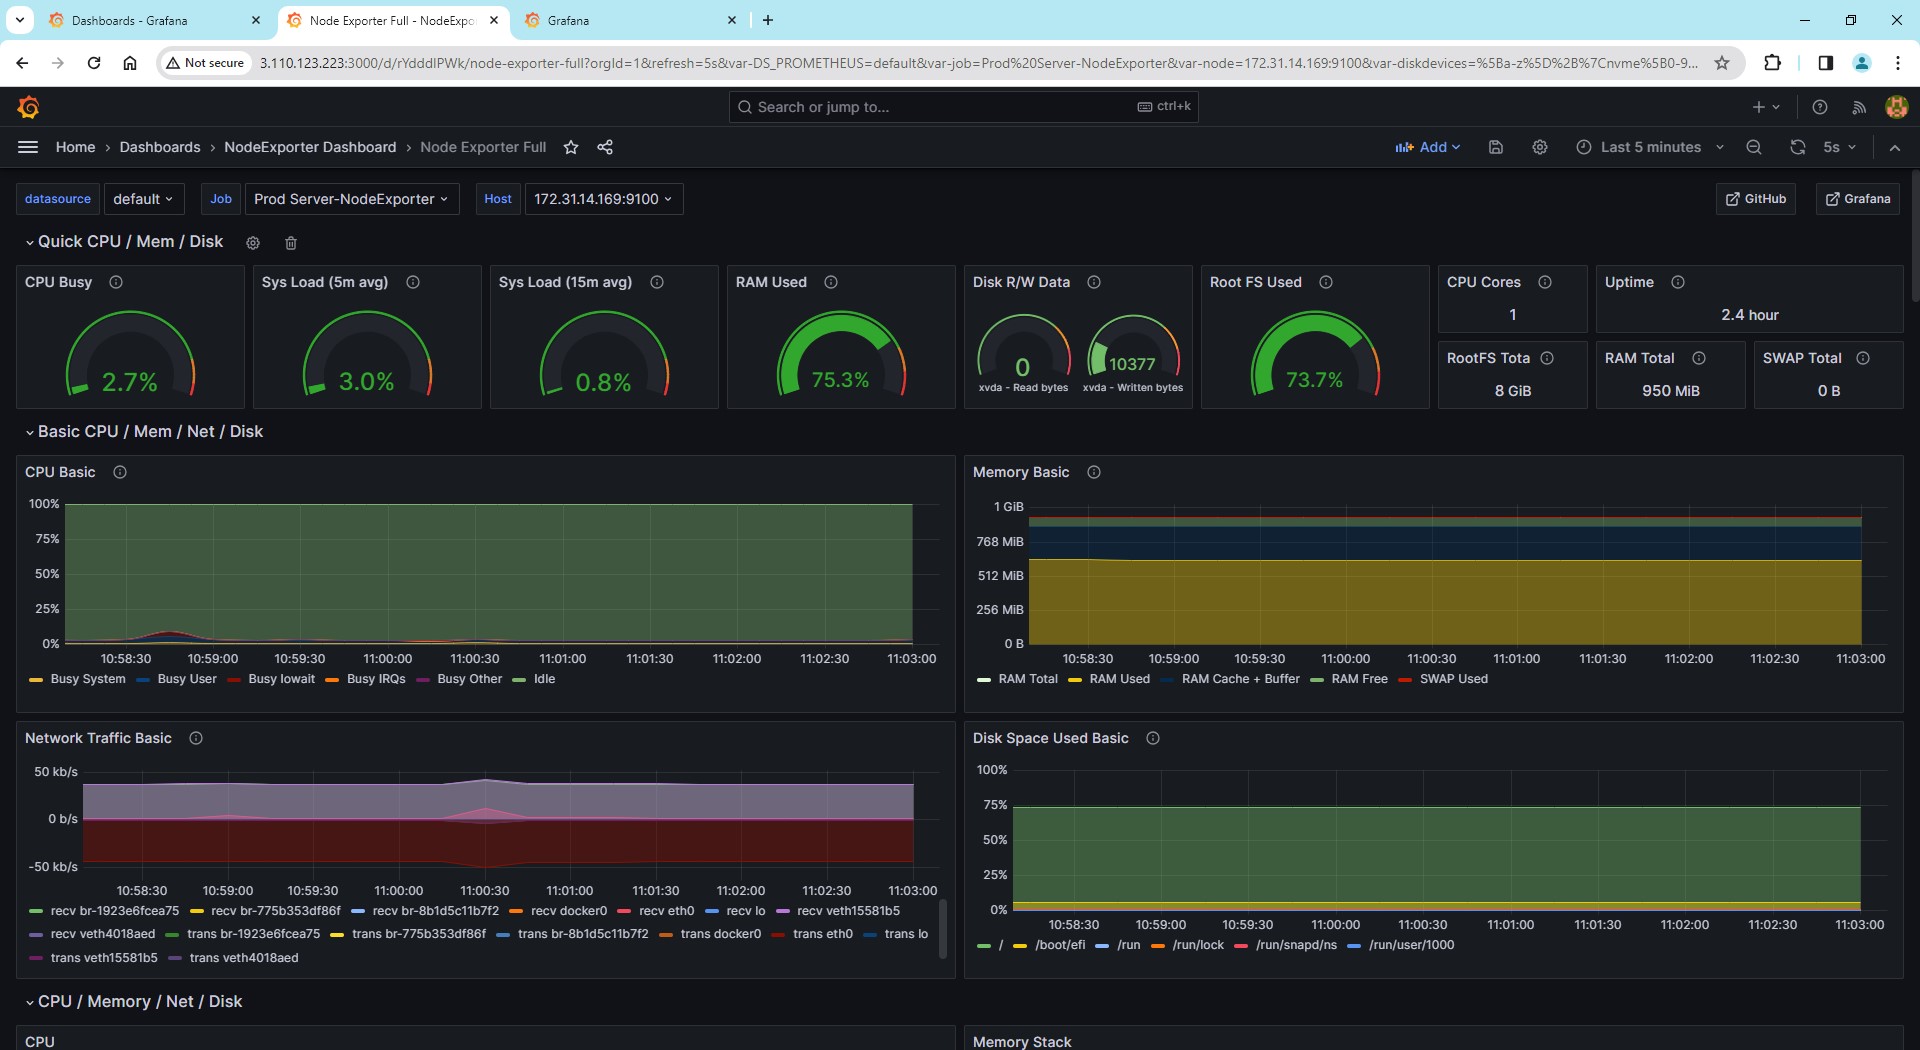 Dashboards - Grafana
Node Exporter Full - NodeExpo
Grafana
Not secure
3.110.123.223:3000/d/rYdddlPWk/node-exporter-full?orgId=1&refresh=5s&var-DS_PROMETHEUS=default&var-job=Prod%20Server-NodeExporter&var-node=172.31.14.169:9100&var-diskdevices=%5Ba-z%5D%2B%7Cnvme%5B0-9...
Search or jump to... ctrl+k
Home › Dashboards › NodeExporter Dashboard › Node Exporter Full
Add Last 5 minutes 5s
datasource default Job Prod Server-NodeExporter Host 172.31.14.169:9100 GitHub Grafana
Quick CPU / Mem / Disk
CPU Busy
2.7%
Sys Load (5m avg)
3.0%
Sys Load (15m avg)
0.8%
RAM Used
75.3%
Disk R/W Data
0 10377
xvda - Read bytes xvda - Written bytes
Root FS Used
73.7%
CPU Cores
1
Uptime
2.4 hour
RootFS Tota
8 GiB
RAM Total
950 MiB
SWAP Total
0 B
Basic CPU / Mem / Net / Disk
CPU Basic
100%
75%
50%
25%
0%
10:58:30 10:59:00 10:59:30 11:00:00 11:00:30 11:01:00 11:01:30 11:02:00 11:02:30 11:03:00
Busy System Busy User Busy Iowait Busy IRQs Busy Other Idle
Memory Basic
1 GiB
768 MiB
512 MiB
256 MiB
0 B
10:58:30 10:59:00 10:59:30 11:00:00 11:00:30 11:01:00 11:01:30 11:02:00 11:02:30 11:03:00
RAM Total RAM Used RAM Cache + Buffer RAM Free SWAP Used
Network Traffic Basic
50 kb/s
0 b/s
-50 kb/s
10:58:30 10:59:00 10:59:30 11:00:00 11:00:30 11:01:00 11:01:30 11:02:00 11:02:30 11:03:00
recv br-1923e6fcea75 recv br-775b353df86f recv br-8b1d5c11b7f2 recv docker0 recv eth0 recv lo recv veth15581b5
recv veth4018aed trans br-1923e6fcea75 trans br-775b353df86f trans br-8b1d5c11b7f2 trans docker0 trans eth0 trans lo
trans veth15581b5 trans veth4018aed
Disk Space Used Basic
100%
75%
50%
25%
0%
10:58:30 10:59:00 10:59:30 11:00:00 11:00:30 11:01:00 11:01:30 11:02:00 11:02:30 11:03:00
/ /boot/efi /run /run/lock /run/snapd/ns /run/user/1000
CPU / Memory / Net / Disk
CPU
Memory Stack